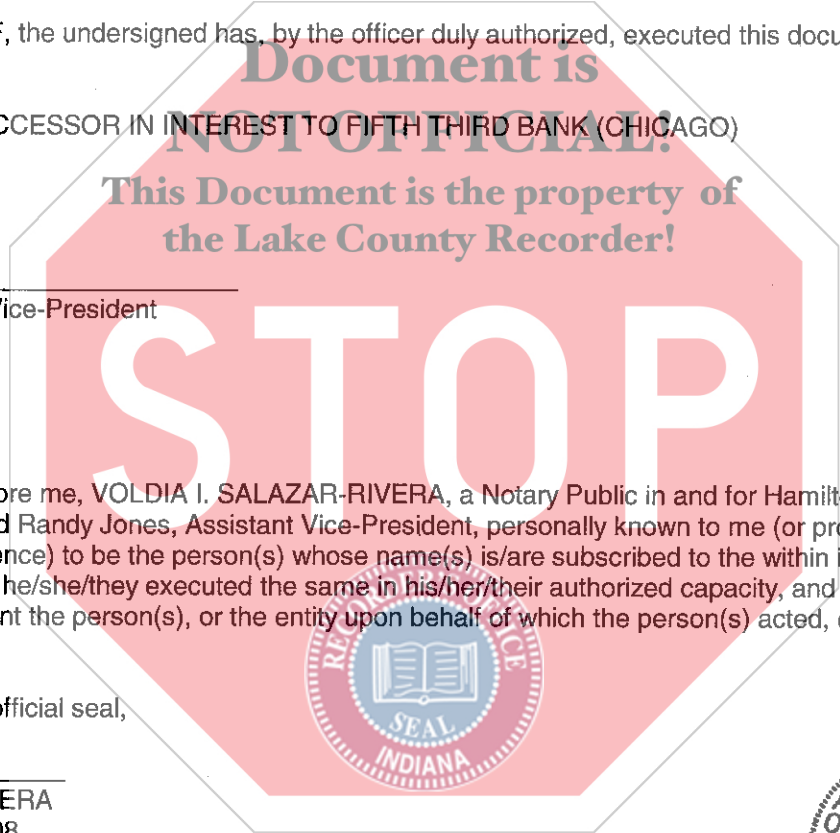 , the undersigned has, by the officer duly authorized, executed this docu
Document is
CCESSOR IN INTEREST TO FIFTH THIRD BANK (CHICAGO)
NOT OFFICIAL!
This Document is the property of
the Lake County Recorder!
Vice-President
STOP
ore me, VOLDIA I. SALAZAR-RIVERA, a Notary Public in and for Hamilt
d Randy Jones, Assistant Vice-President, personally known to me (or pro
ence) to be the person(s) whose name(s) is/are subscribed to the within i
he/she/they executed the same in his/her/their authorized capacity, and
nt the person(s), or the entity upon behalf of which the person(s) acted,
RECORDER'S OFFICE
SEAL
INDIANA
official seal,
ERA